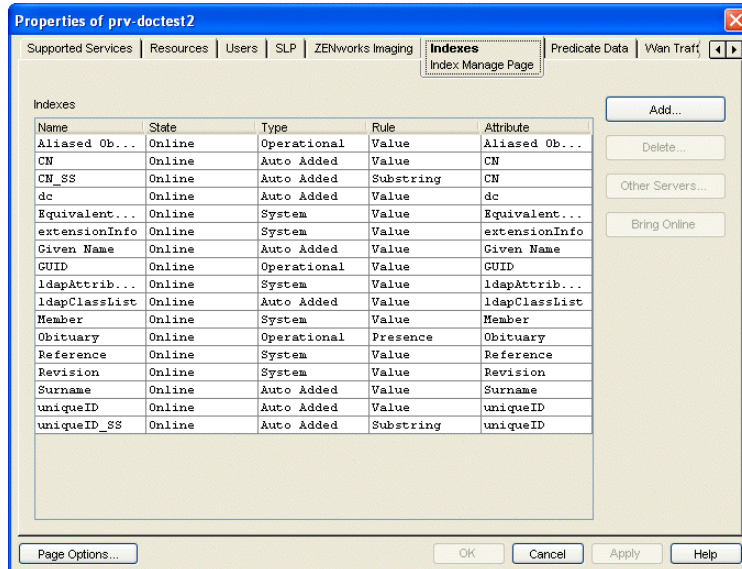 Properties of prv-doctest2
Supported Services Resources Users SLP ZENworks Imaging Indexes Predicate Data Wan Traff
Index Manage Page
Indexes
Add...
Name State Type Rule Attribute
Aliased Ob... Online Operational Value Aliased Ob...
Delete...
CN Online Auto Added Value CN
CN_SS Online Auto Added Substring CN
Other Servers...
dc Online Auto Added Value dc
Equivalent... Online System Value Equivalent...
Bring Online
extensionInfo Online System Value extensionInfo
Given Name Online Auto Added Value Given Name
GUID Online Operational Value GUID
ldapAttrib... Online System Value ldapAttrib...
ldapClassList Online Auto Added Value ldapClassList
Member Online System Value Member
Obituary Online Operational Presence Obituary
Reference Online System Value Reference
Revision Online System Value Revision
Surname Online Auto Added Value Surname
uniqueID Online Auto Added Value uniqueID
uniqueID_SS Online Auto Added Substring uniqueID
Page Options... OK Cancel Apply Help